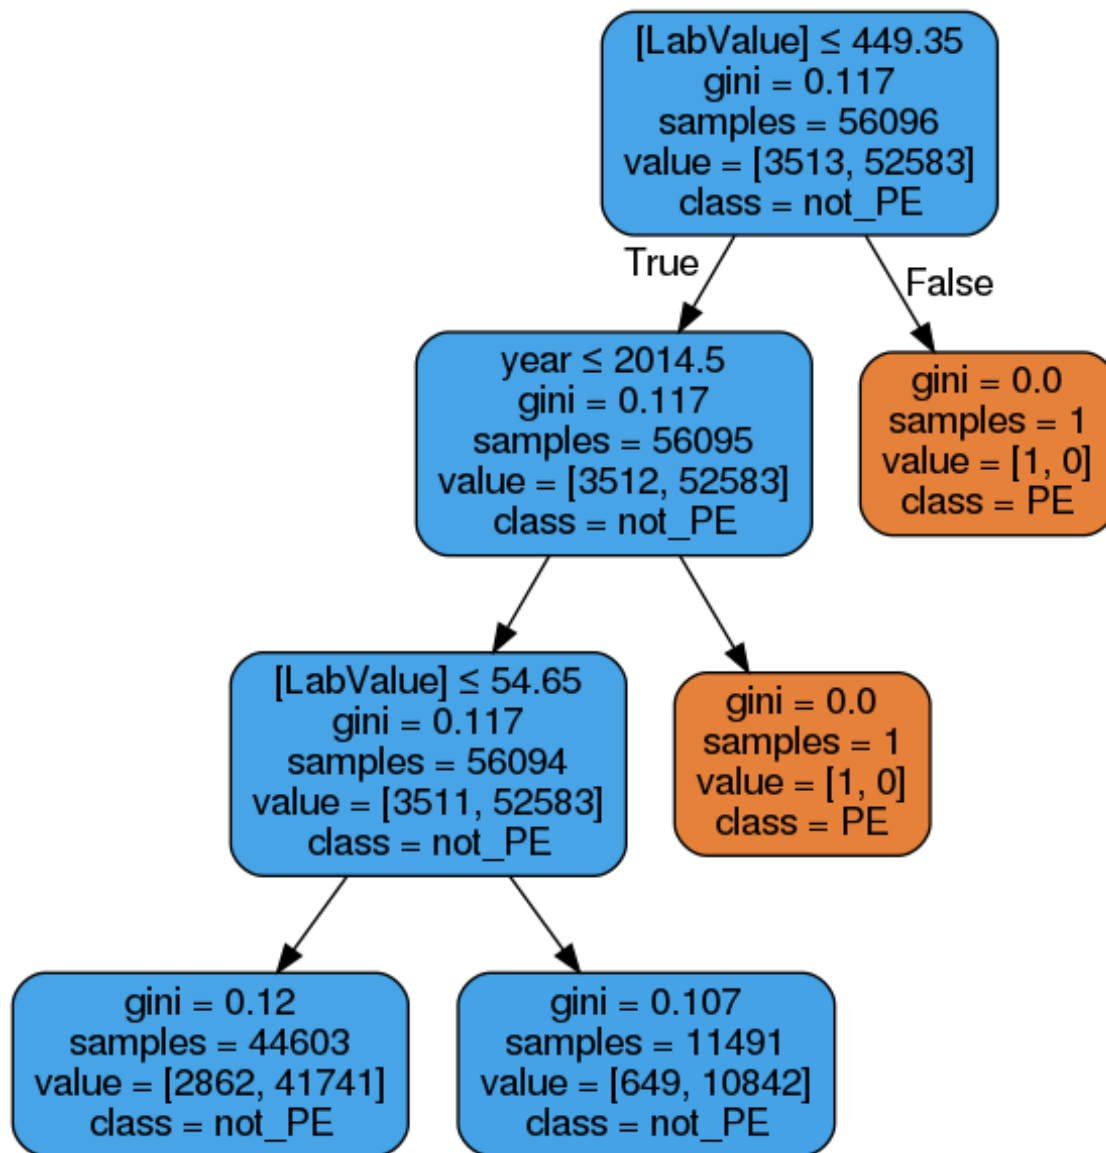 [LabValue] ≤ 449.35
gini = 0.117
samples = 56096
value = [3513, 52583]
class = not_PE
True
False
year ≤ 2014.5
gini = 0.117
samples = 56095
value = [3512, 52583]
class = not_PE
gini = 0.0
samples = 1
value = [1, 0]
class = PE
[LabValue] ≤ 54.65
gini = 0.117
samples = 56094
value = [3511, 52583]
class = not_PE
gini = 0.0
samples = 1
value = [1, 0]
class = PE
gini = 0.12
samples = 44603
value = [2862, 41741]
class = not_PE
gini = 0.107
samples = 11491
value = [649, 10842]
class = not_PE